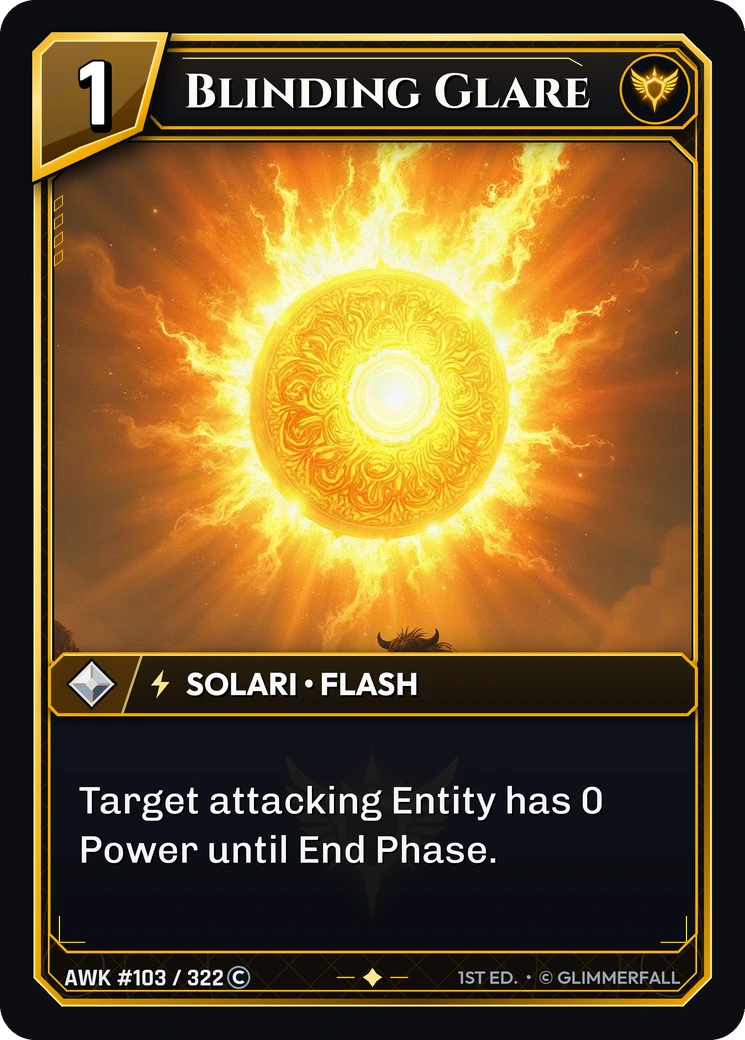 1
BLINDING GLARE
SOLARI • FLASH
Target attacking Entity has 0
Power until End Phase.
AWK #103 / 322 Ⓒ
1ST ED. • © GLIMMERFALL